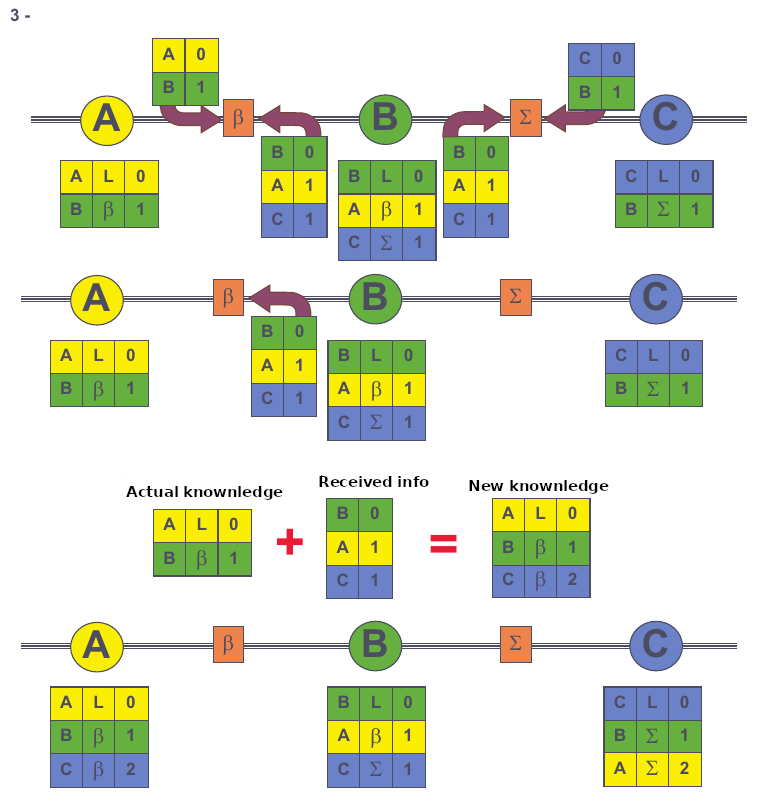 3 -
A 0
B 1
C 0
B 1
A β B Σ C
B 0
A 1
C 1
B 0
A 1
C 1
A L 0
B β 1
B L 0
A β 1
C Σ 1
C L 0
B Σ 1
A β B Σ C
B 0
A 1
C 1
A L 0
B β 1
B L 0
A β 1
C Σ 1
C L 0
B Σ 1
Actual knownledge
Received info
New knownledge
A L 0
B β 1
+
B 0
A 1
C 1
=
A L 0
B β 1
C β 2
A β B Σ C
A L 0
B β 1
C β 2
B L 0
A β 1
C Σ 1
C L 0
B Σ 1
A Σ 2